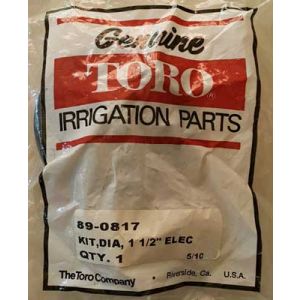 Genuine
TORO®
IRRIGATION PARTS
89-0817
KIT,DIA, 1 1/2" ELEC
QTY. 1 5/10
The Toro Company Riverside, Ca. U.S.A.